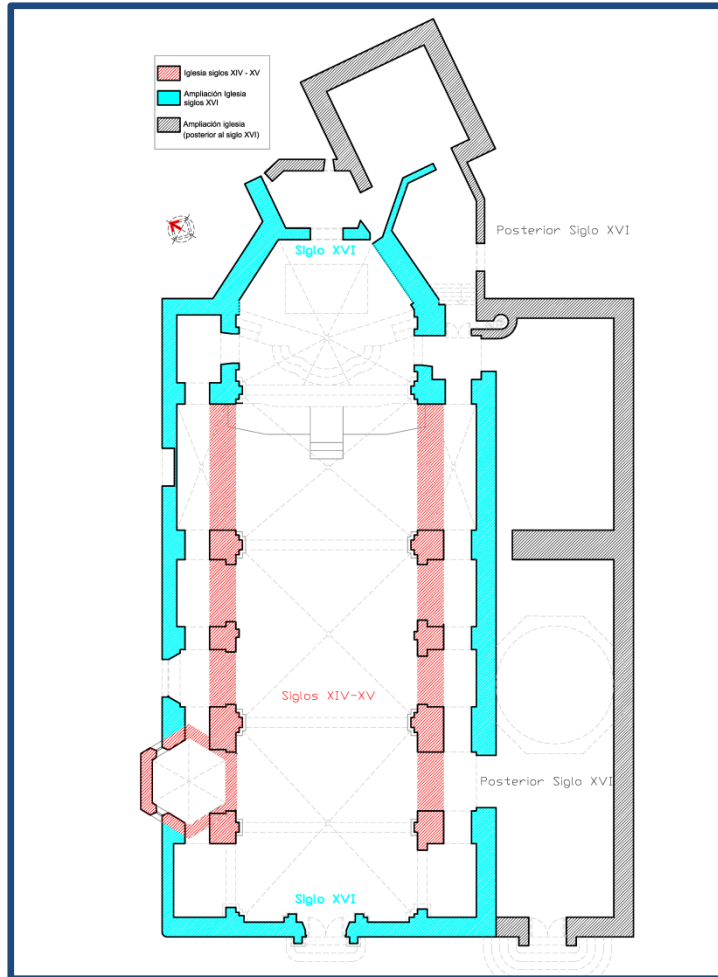 Iglesia siglos XIV - XV
Ampliación Iglesia
siglos XVI
Ampliación iglesia
(posterior al siglo XVI)
Posterior Siglo XVI
Siglo XVI
Siglos XIV-XV
Posterior Siglo XVI
Siglo XVI